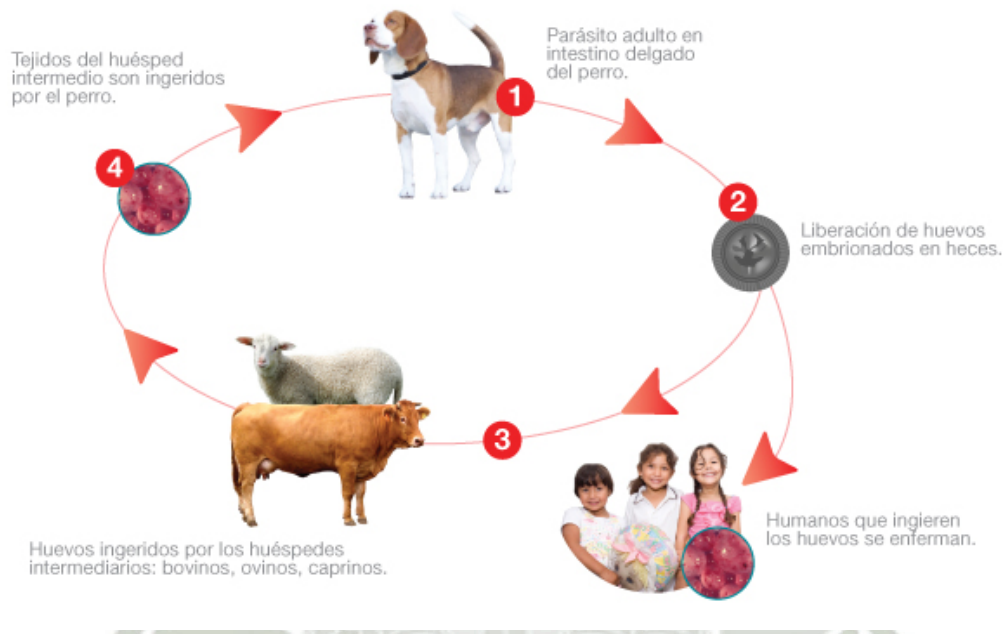 Parásito adulto en
intestino delgado
del perro.
1
2
Liberación de huevos
embrionados en heces.
Humanos que ingieren
los huevos se enferman.
3
Huevos ingeridos por los huéspedes
intermediarios: bovinos, ovinos, caprinos.
4
Tejidos del huésped
intermedio son ingeridos
por el perro.